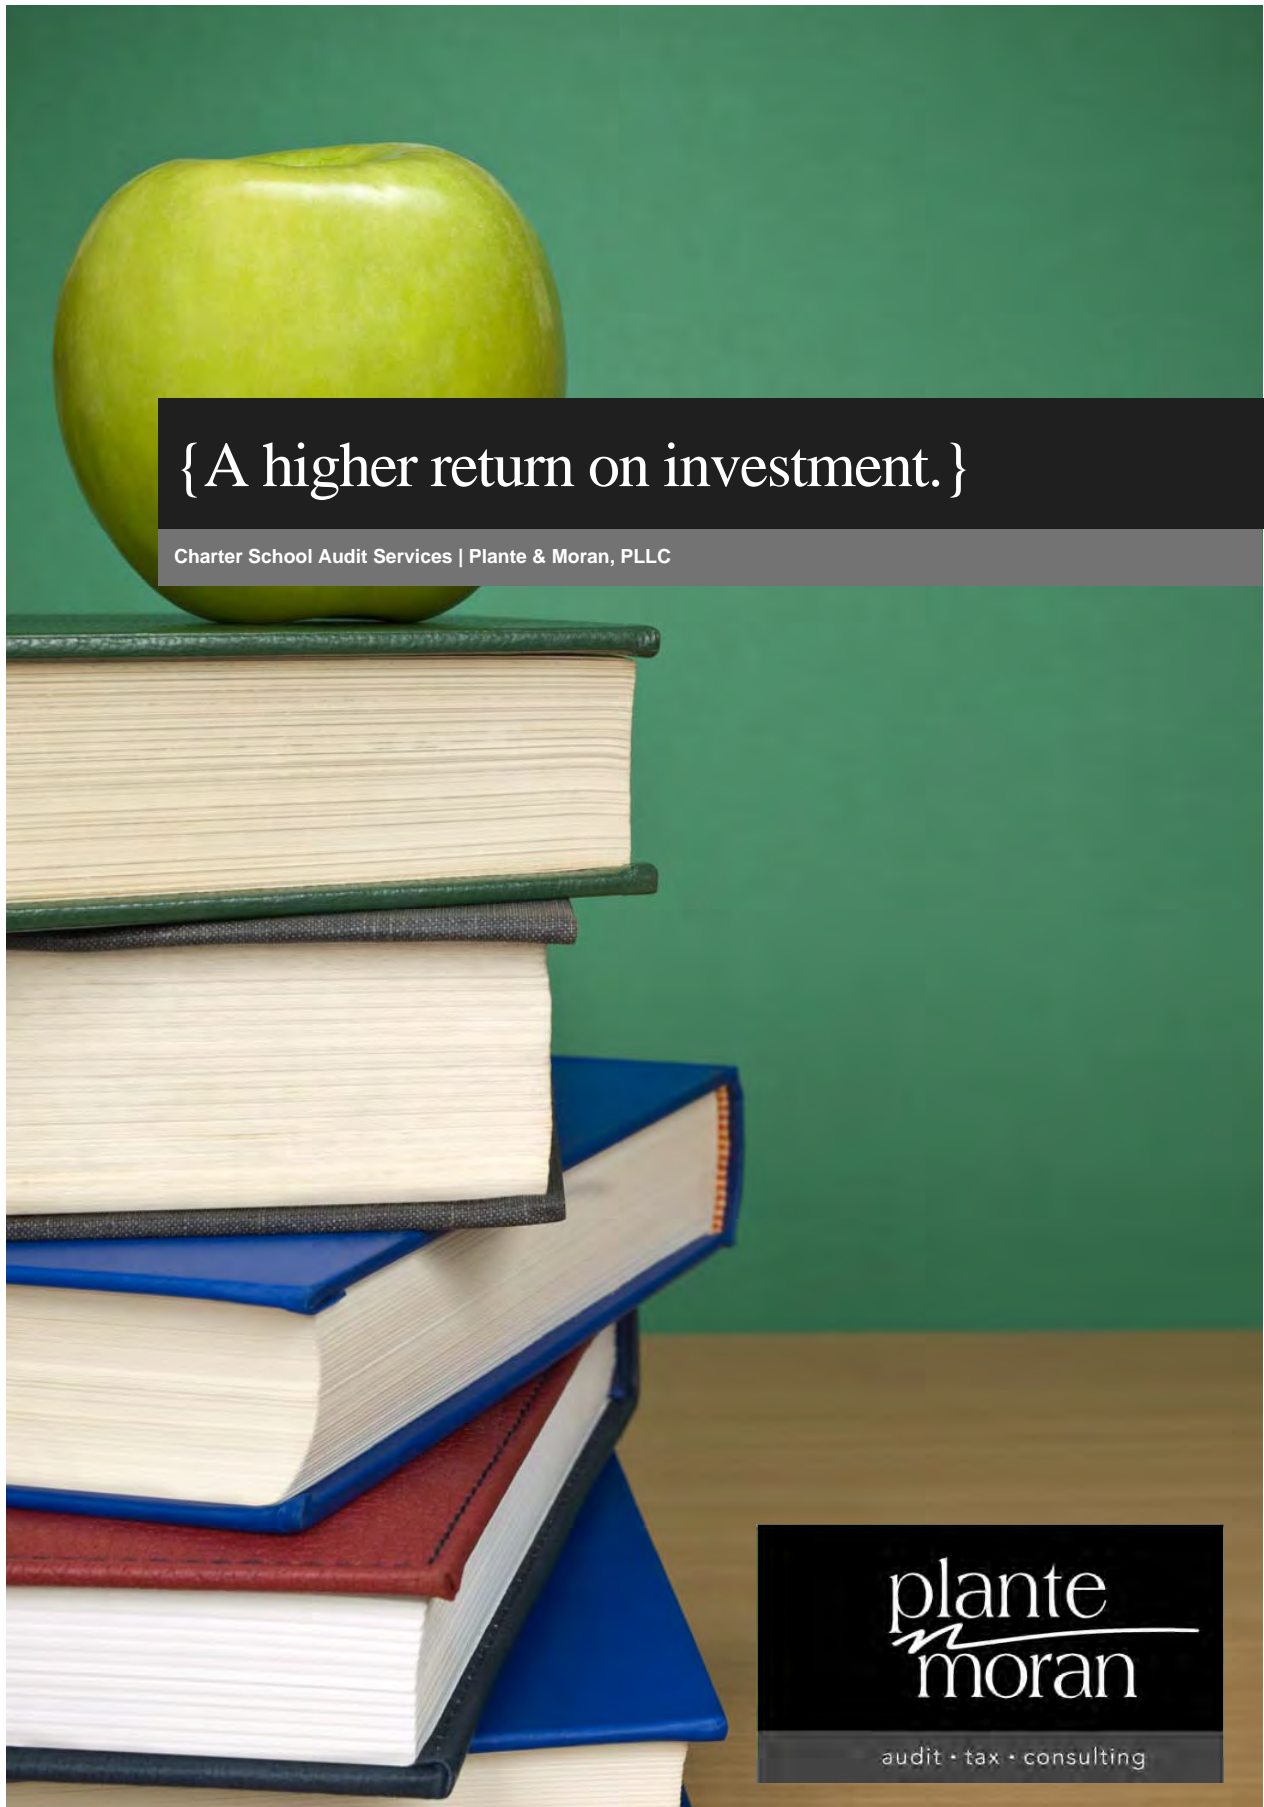 {A higher return on investment.}
Charter School Audit Services | Plante & Moran, PLLC
plante
moran
audit • tax • consulting